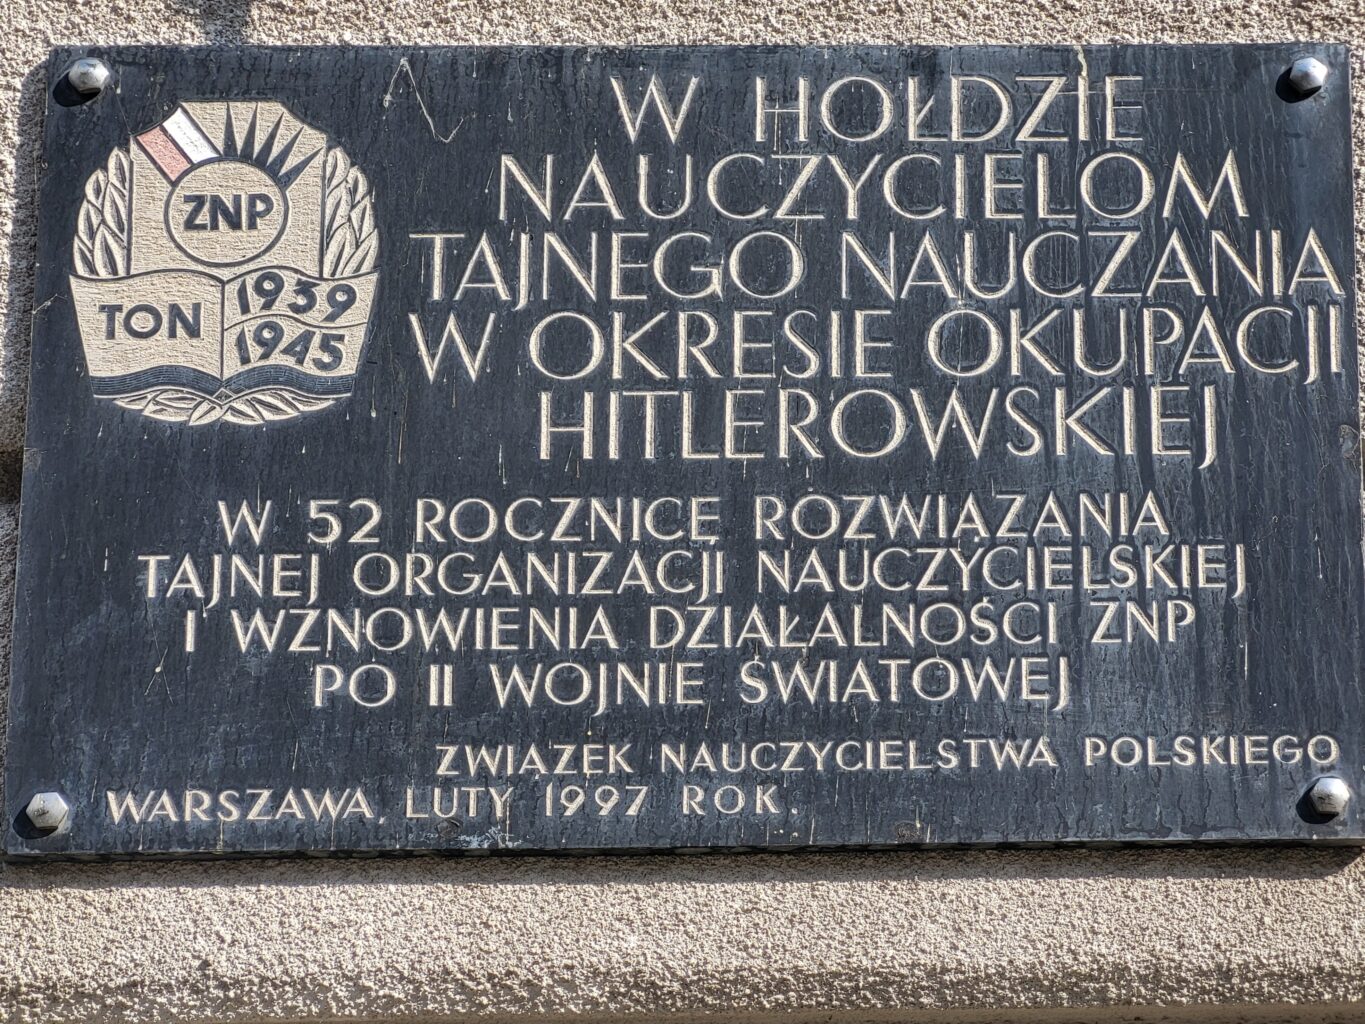 ZNP
TON
1939
1945
W HOŁDZIE
NAUCZYCIELOM
TAJNEGO NAUCZANIA
W OKRESIE OKUPACJI
HITLEROWSKIEJ
W 52 ROCZNICĘ ROZWIĄZANIA
TAJNEJ ORGANIZACJI NAUCZYCIELSKIEJ
I WZNOWIENIA DZIAŁALNOŚCI ZNP
PO II WOJNIE ŚWIATOWEJ
ZWIĄZEK NAUCZYCIELSTWA POLSKIEGO
WARSZAWA, LUTY 1997 ROK.